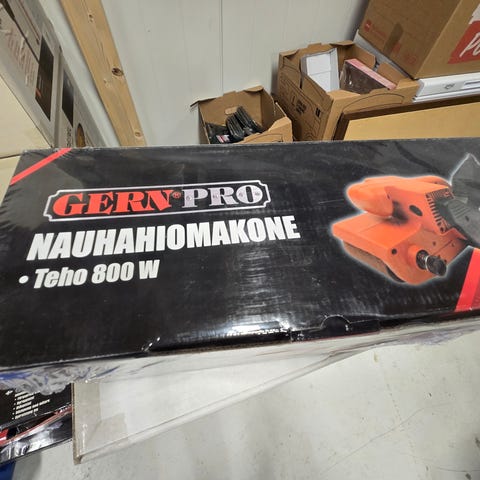 GERN® PRO
NAUHAHIOMAKONE
• Teho 800 W